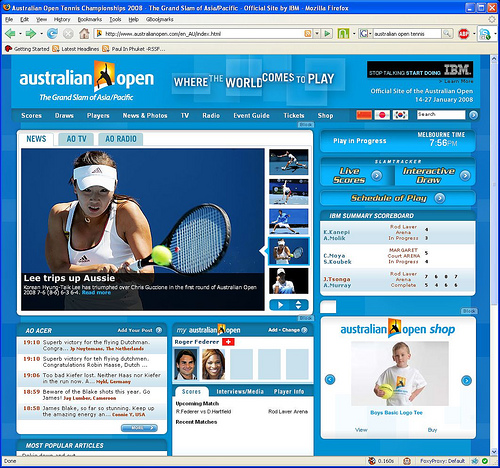 Australian Open Tennis Championships 2008 - The Grand Slam of Asia/Pacific - Official Site by IBM - Mozilla Firefox
File Edit View History Bookmarks Tools Help GBookmarks
http://www.australianopen.com/en_AU/index.html
australian open tennis
Getting Started Latest Headlines Paul In Phuket -RSSF...
australian open
The Grand Slam of Asia/Pacific
WHERE THE WORLD COMES TO PLAY
STOP TALKING START DOING IBM
Learn More
Official Site of the Australian Open
14-27 January 2008
Scores Draws Players News & Photos TV Radio Event Guide Tickets Shop
Block
NEWS AO TV AO RADIO
Play in Progress
MELBOURNE TIME
7:56PM
SLAMTRACKER
Live Scores
Interactive Draw
Schedule of Play
IBM SUMMARY SCOREBOARD
K.Kanepi Rod Laver 4
A.Molik Arena In Progress 3
C.Moya MARGARET 3
S.Koubek Court ARENA In Progress 4
J.Tsonga Rod Laver 7 6 6 7
A.Murray Arena Complete 5 4 6 6
Lee trips up Aussie
Korean Hyung-Taik Lee has triumphed over Chris Guccione in the first round of Australian Open
2008 7-6 (8-6) 6-3 6-4. Read more
Block
AO ACER Add Your Post
19:10 Superb victory for the flying Dutchman.
Congra... Jp Nogtemans, The Netherlands
19:10 Superb victory for teh flying dutchman.
Congratulations Robin Haase, Dutch ...
19:06 Too bad Kiefer lost. Neither Haas nor Kiefer
in the run now. A... Mykl, Germany
18:59 Beware of the Blake shots this year. Go
James! Jay Lumber, Cameroon
18:58 James Blake, so far so stunning. Keep up
the amazing energy an... Connie Y, USA
MORE
MOST POPULAR ARTICLES
my australian open Add - Change
Roger Federer
Scores Interviews/Media Player Info
Upcoming Match
R.Federer vs D.Hartfield Rod Laver Arena
Recent Matches
Block
australian open shop
Boys Basic Logo Tee
View Buy
Done
0.160s
FoxyProxy: Default